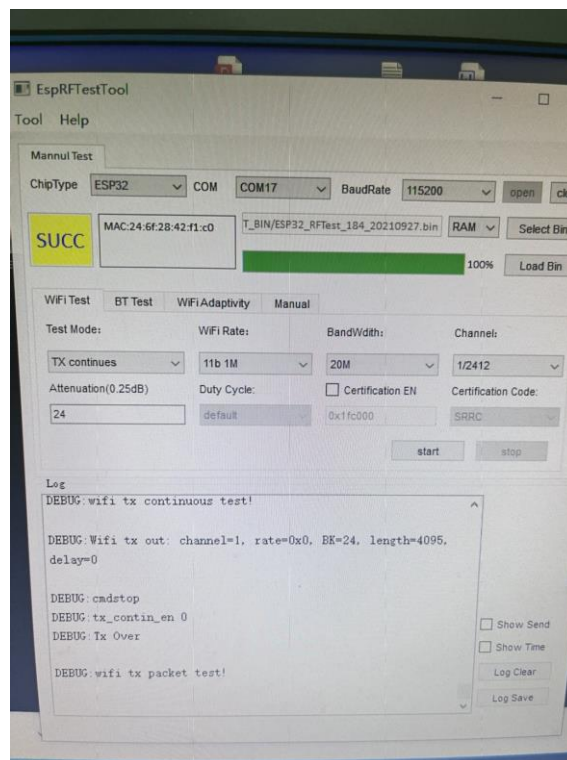 EspRFTestTool
Tool Help
Mannul Test
ChipType ESP32 COM COM17 BaudRate 115200 open
SUCC MAC:24:6f:28:42:f1:c0 T_BIN/ESP32_RFTest_184_20210927.bin RAM Select Bin
100% Load Bin
WiFi Test BT Test WiFi Adaptivity Manual
Test Mode: WiFi Rate: BandWdith: Channel:
TX continues 11b 1M 20M 1/2412
Attenuation(0.25dB) Duty Cycle: Certification EN Certification Code:
24 default 0x1fc000 SRRC
start stop
Log
DEBUG:wifi tx continuous test!
DEBUG:Wifi tx out: channel=1, rate=0x0, BK=24, length=4095,
delay=0
DEBUG:cmdstop
DEBUG:tx_contin_en 0
DEBUG:Tx Over
DEBUG:wifi tx packet test!
Show Send
Show Time
Log Clear
Log Save